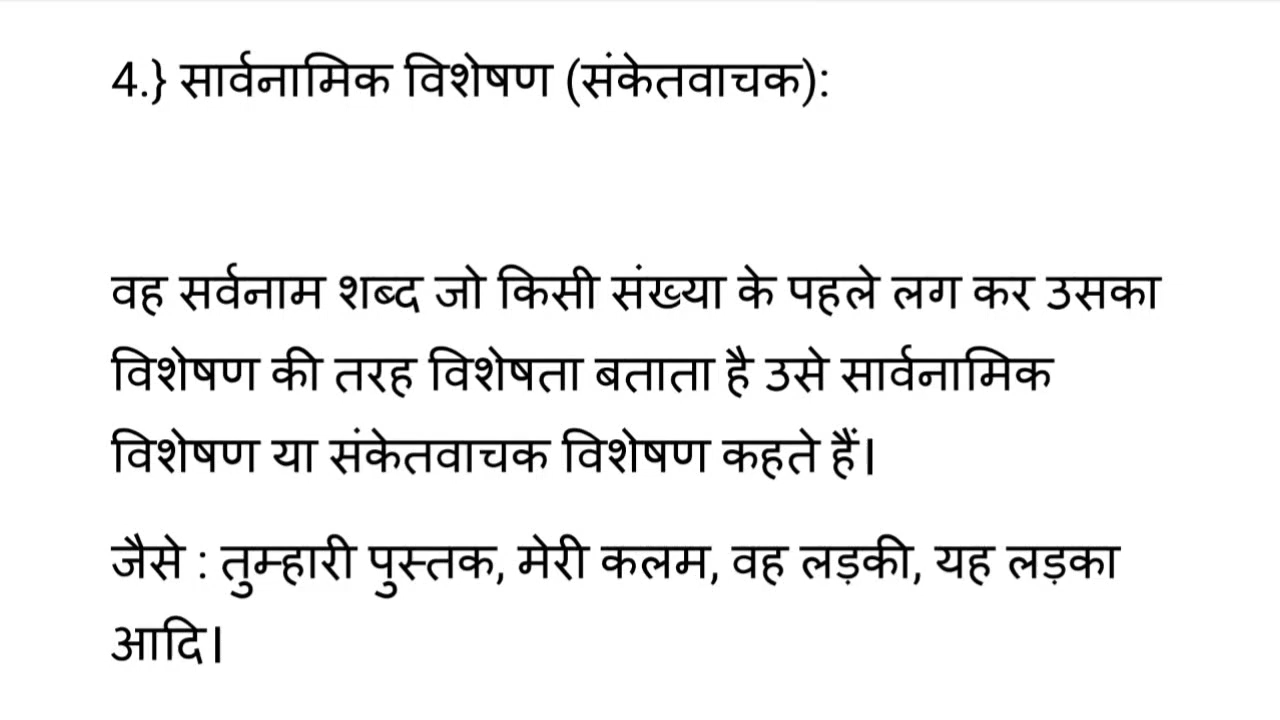 4.} सार्वनामिक विशेषण (संकेतवाचक):
वह सर्वनाम शब्द जो किसी संख्या के पहले लग कर उसका
विशेषण की तरह विशेषता बताता है उसे सार्वनामिक
विशेषण या संकेतवाचक विशेषण कहते हैं।
जैसे : तुम्हारी पुस्तक, मेरी कलम, वह लड़की, यह लड़का
आदि।